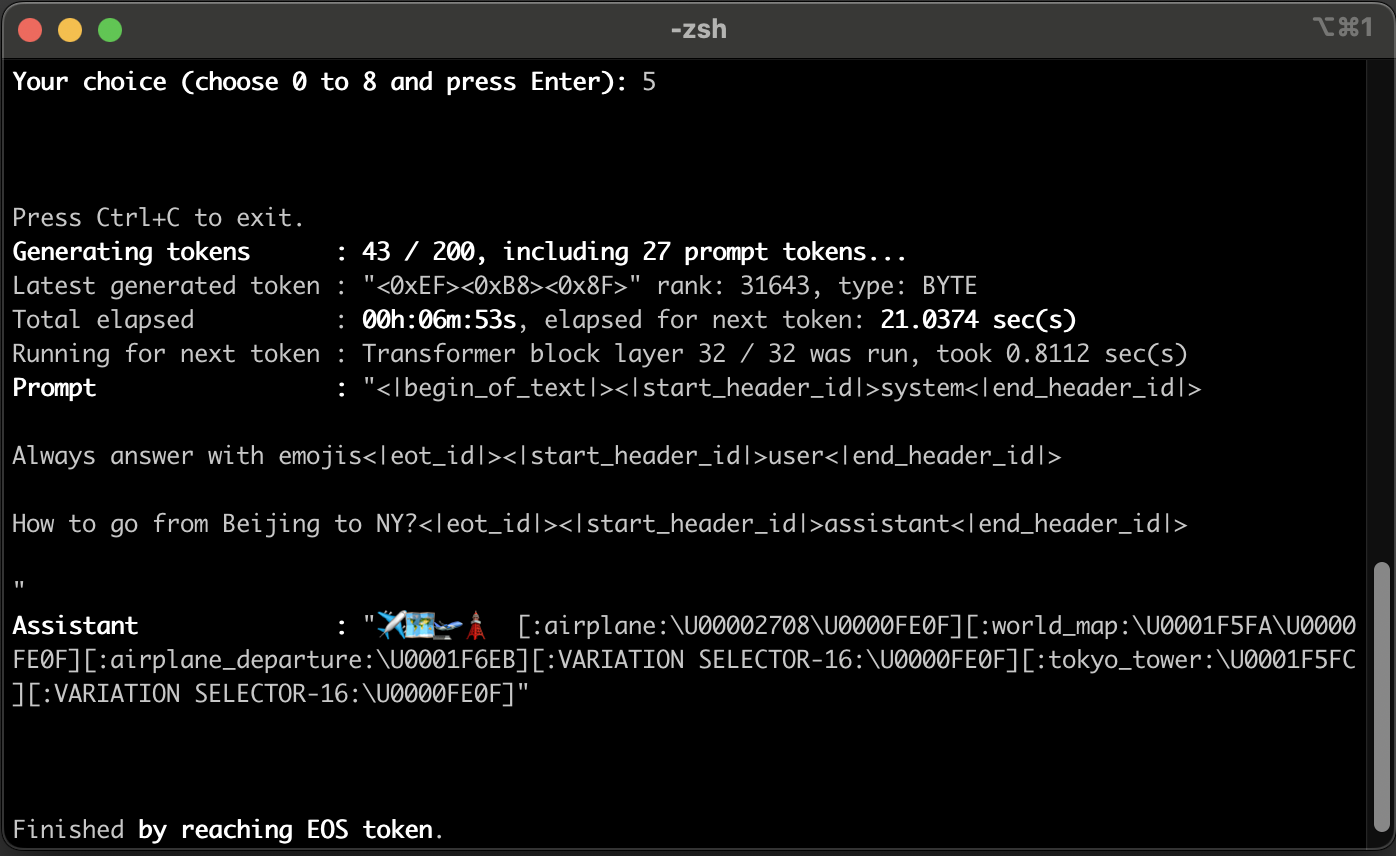 -zsh
⌥⌘1
Your choice (choose 0 to 8 and press Enter): 5
Press Ctrl+C to exit.
Generating tokens      : 43 / 200, including 27 prompt tokens...
Latest generated token : "<0xEF><0xB8><0x8F>" rank: 31643, type: BYTE
Total elapsed          : 00h:06m:53s, elapsed for next token: 21.0374 sec(s)
Running for next token : Transformer block layer 32 / 32 was run, took 0.8112 sec(s)
Prompt                 : "<|begin_of_text|><|start_header_id|>system<|end_header_id|>
Always answer with emojis<|eot_id|><|start_header_id|>user<|end_header_id|>
How to go from Beijing to NY?<|eot_id|><|start_header_id|>assistant<|end_header_id|>
"
Assistant              : "✈️🗺️🛫️🗼️  [:airplane:\U00002708\U0000FE0F][:world_map:\U0001F5FA\U0000
FE0F][:airplane_departure:\U0001F6EB][:VARIATION SELECTOR-16:\U0000FE0F][:tokyo_tower:\U0001F5FC
][:VARIATION SELECTOR-16:\U0000FE0F]"
Finished by reaching EOS token.